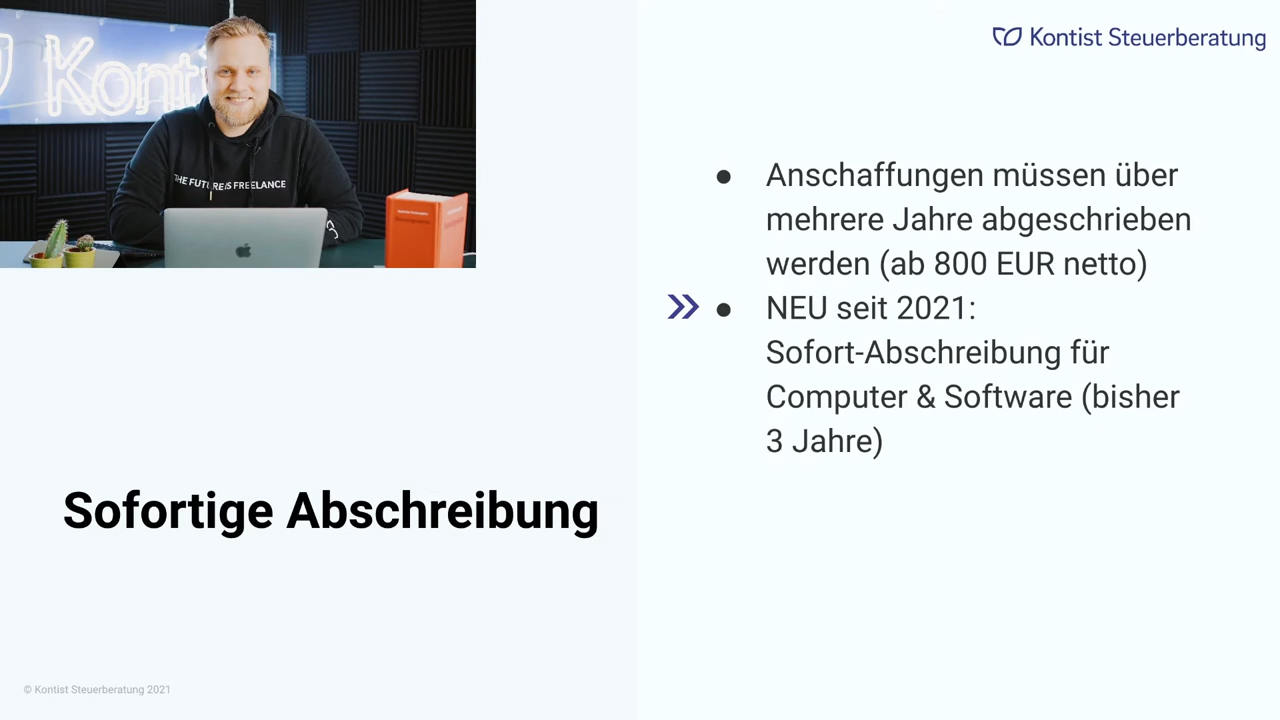 Konti
THE FUTURE IS FREELANCE
Kontist Steuerberatung
● Anschaffungen müssen über
mehrere Jahre abgeschrieben
werden (ab 800 EUR netto)
● NEU seit 2021:
Sofort-Abschreibung für
Computer & Software (bisher
3 Jahre)
Sofortige Abschreibung
© Kontist Steuerberatung 2021